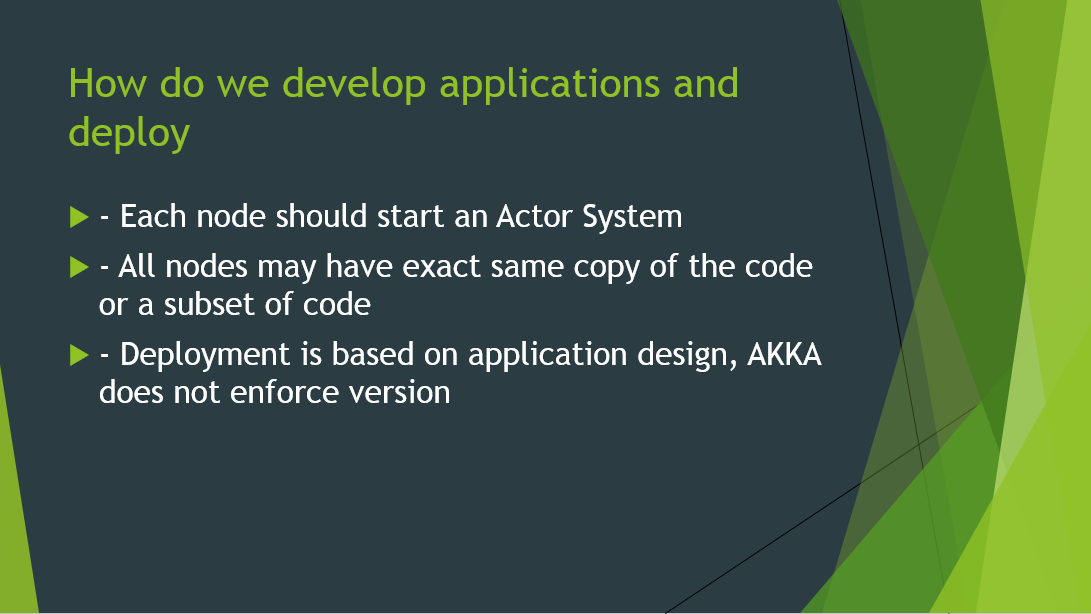 How do we develop applications and
deploy
- Each node should start an Actor System
- All nodes may have exact same copy of the code
or a subset of code
- Deployment is based on application design, AKKA
does not enforce version